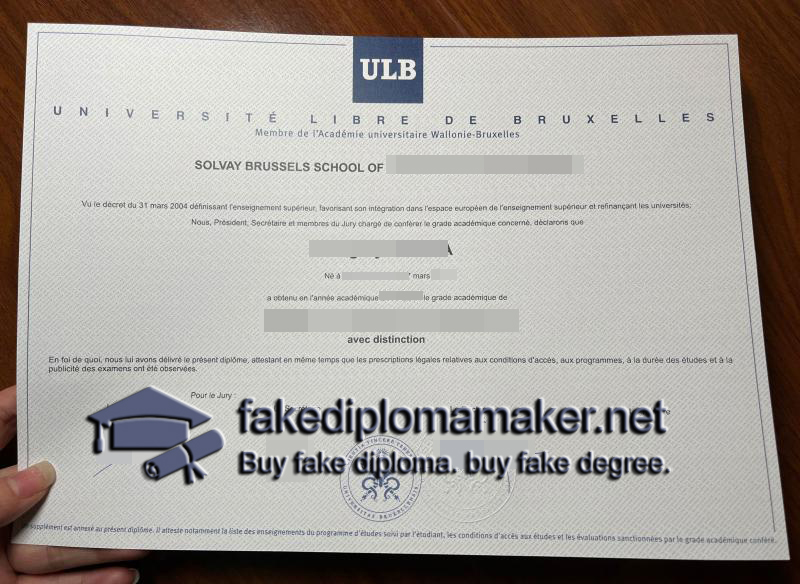 ULB
UNIVERSITÉ LIBRE DE BRUXELLES
Membre de l'Académie universitaire Wallonie-Bruxelles
SOLVAY BRUSSELS SCHOOL OF
Vu le décret du 31 mars 2004 définissant l'enseignement supérieur, favorisant son intégration dans l'espace européen de l'enseignement supérieur et refinançant les universités;
Nous, Président, Secrétaire et membres du Jury chargé de conférer le grade académique concerné, déclarons que
Né à mars
a obtenu en l'année académique le grade académique de
avec distinction
En foi de quoi, nous lui avons délivré le présent diplôme, attestant en même temps que les prescriptions légales relatives aux conditions d'accès, aux programmes, à la durée des études et à la
publicité des examens ont été observées.
Pour le Jury :
fakediplomamaker.net
Buy fake diploma. buy fake degree.
supplément est annexé au présent diplôme. Il atteste notamment la liste des enseignements du programme d'études suivi par l'étudiant, les conditions d'accès aux études et les évaluations sanctionnées par le grade académique conféré.